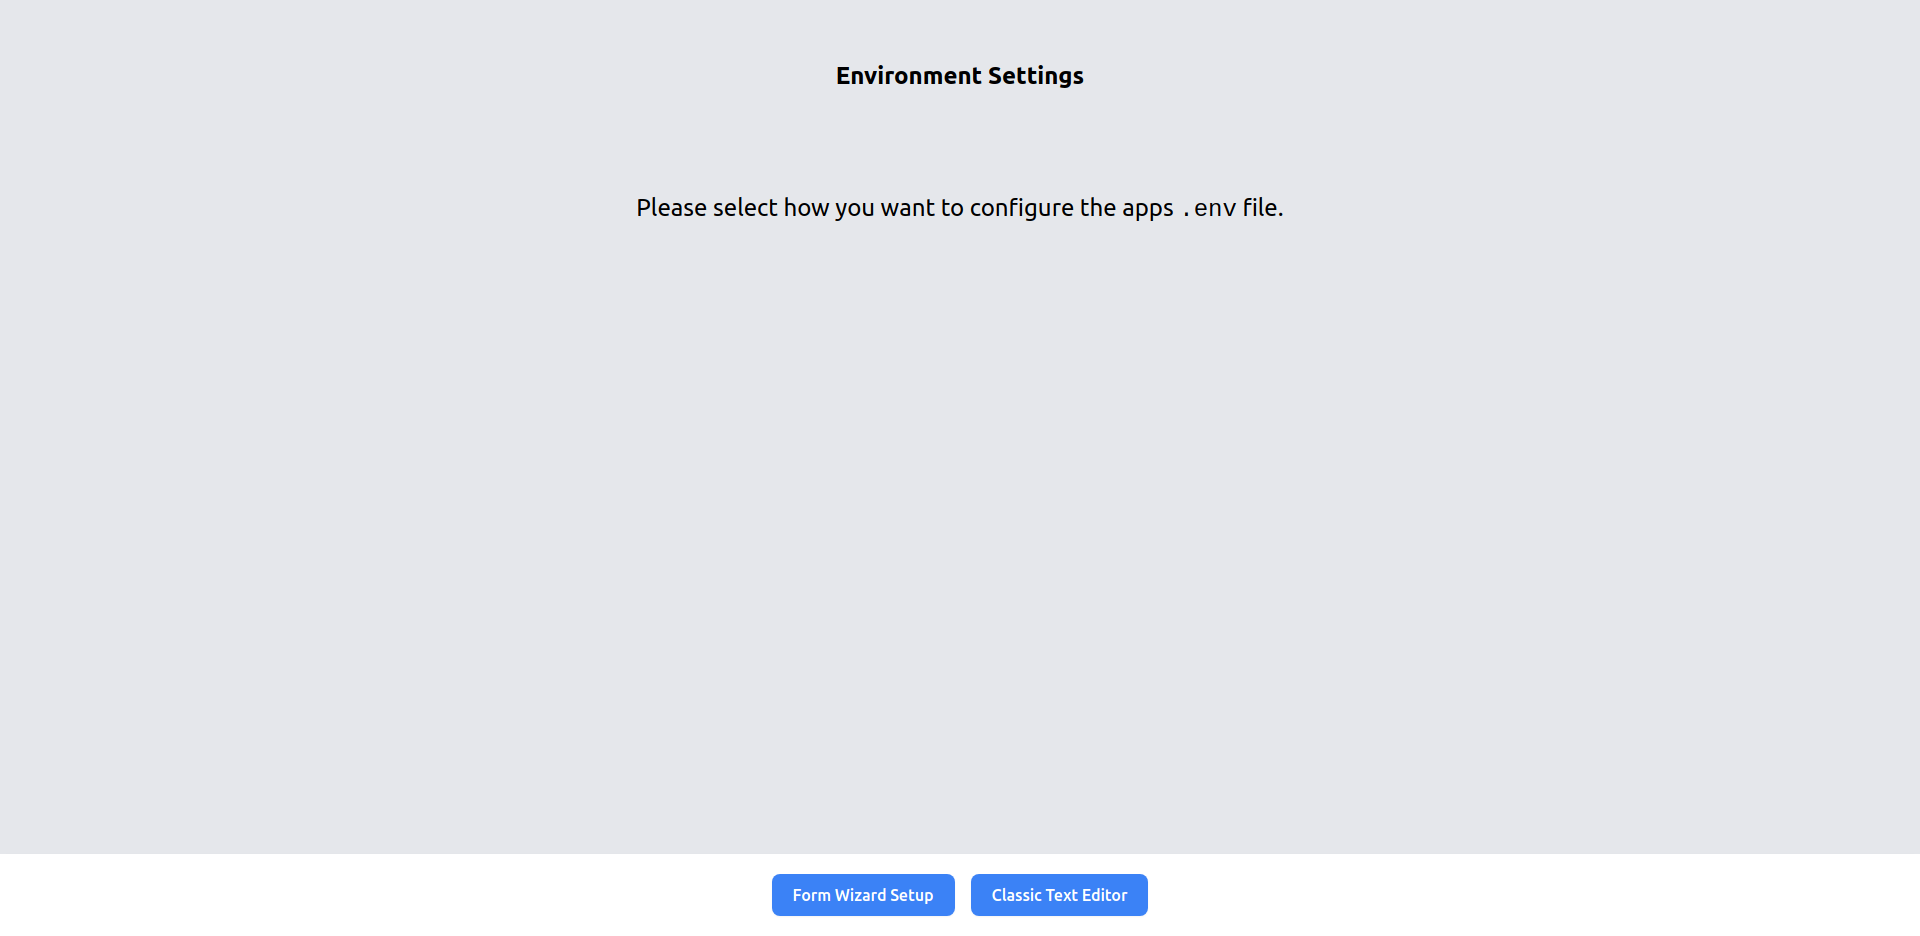 Environment Settings
Please select how you want to configure the apps .env file.
Form Wizard Setup
Classic Text Editor